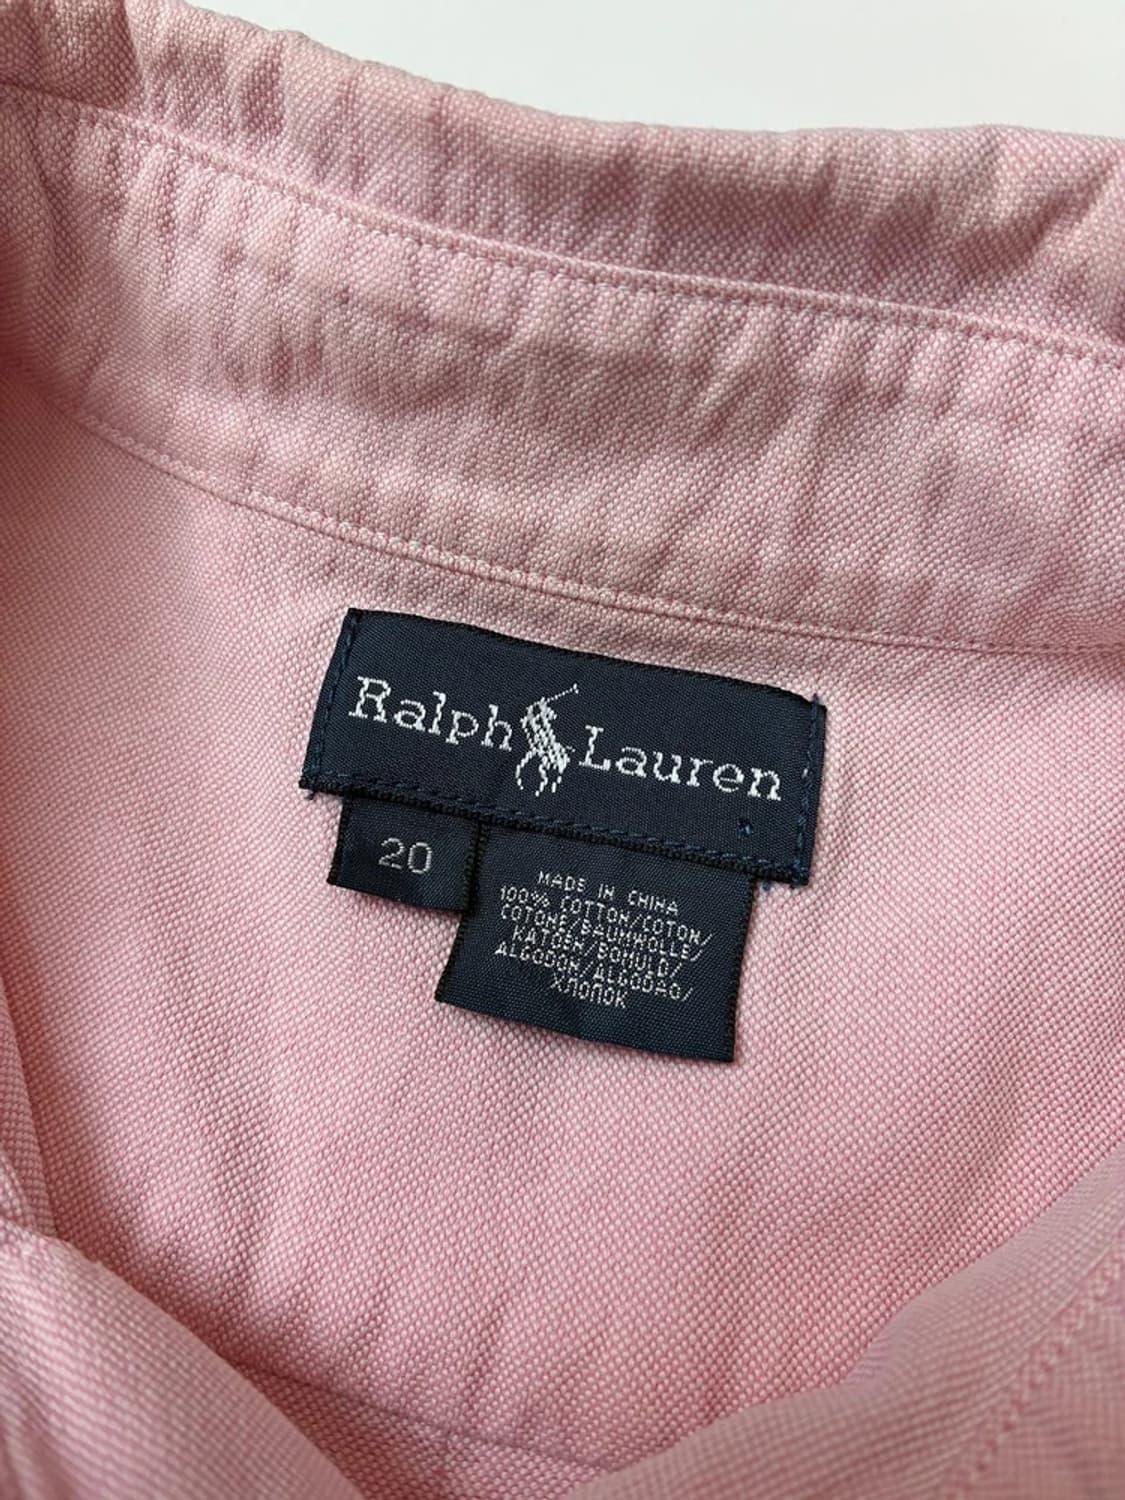 Ralph Lauren
20
MADE IN CHINA
100% COTTON/COTON/
COTONE/BAUMWOLLE/
KATOEN/BOMULD/
ALGODON/ALGODAO/
ХЛОПОК